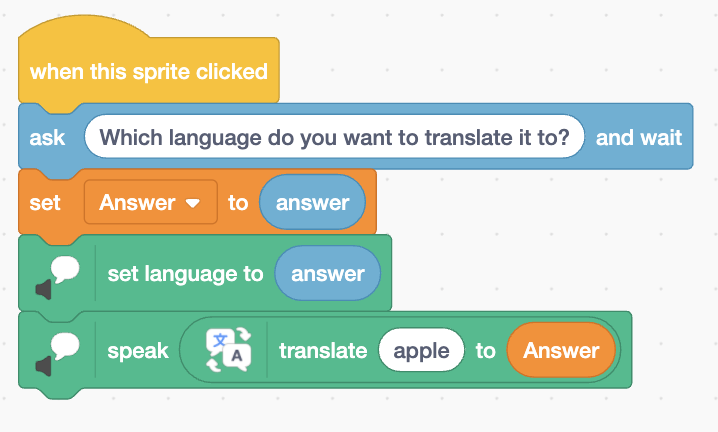 when this sprite clicked
ask Which language do you want to translate it to? and wait
set Answer to answer
set language to answer
speak 文 A translate apple to Answer